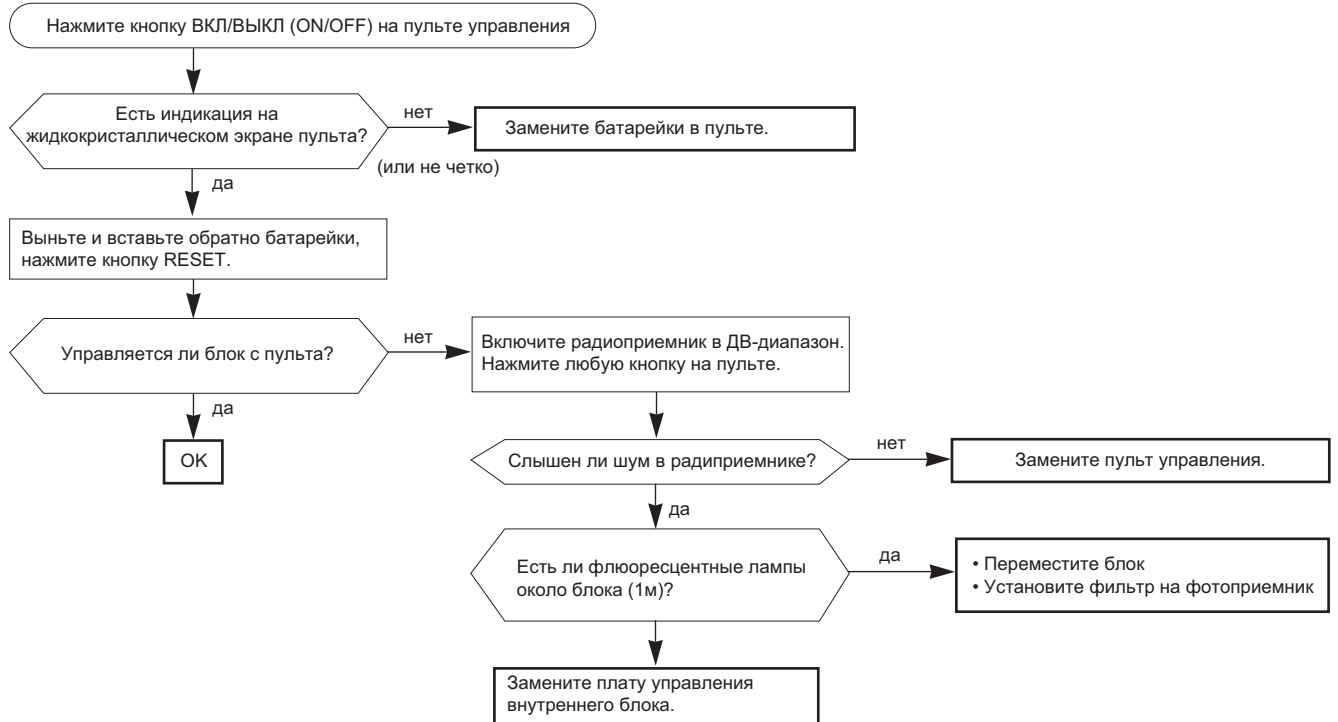 Нажмите кнопку ВКЛ/ВЫКЛ (ON/OFF) на пульте управления
Есть индикация на
жидкокристаллическом экране пульта?
нет
(или не четко)
Замените батарейки в пульте.
да
Выньте и вставьте обратно батарейки,
нажмите кнопку RESET.
Управляется ли блок с пульта?
нет
Включите радиоприемник в ДВ-диапазон.
Нажмите любую кнопку на пульте.
да
OK
Слышен ли шум в радиприемнике?
нет
Замените пульт управления.
да
Есть ли флюоресцентные лампы
около блока (1м)?
да
• Переместите блок
• Установите фильтр на фотоприемник
Замените плату управления
внутреннего блока.